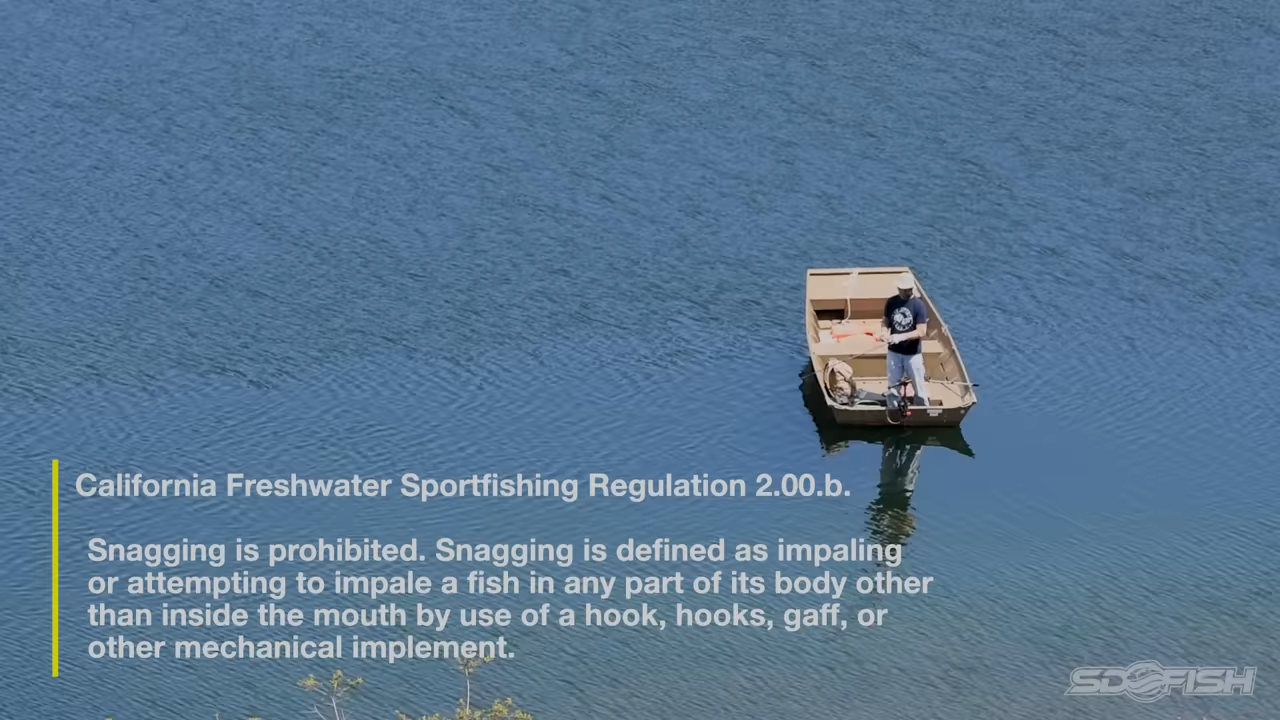 California Freshwater Sportfishing Regulation 2.00.b.
Snagging is prohibited. Snagging is defined as impaling
or attempting to impale a fish in any part of its body other
than inside the mouth by use of a hook, hooks, gaff, or
other mechanical implement.
SD FISH